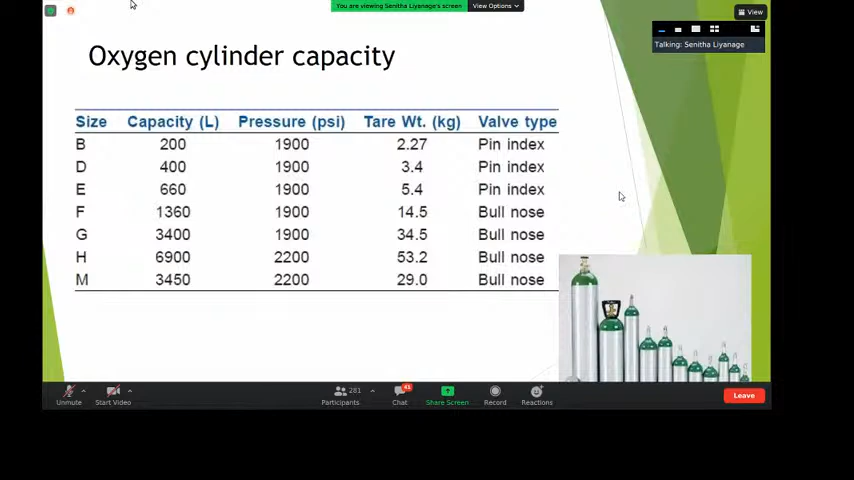 You are viewing Senitha Liyanage's screen View Options
View
Talking: Senitha Liyanage
Oxygen cylinder capacity
Size Capacity (L) Pressure (psi) Tare Wt. (kg) Valve type
B 200 1900 2.27 Pin index
D 400 1900 3.4 Pin index
E 660 1900 5.4 Pin index
F 1360 1900 14.5 Bull nose
G 3400 1900 34.5 Bull nose
H 6900 2200 53.2 Bull nose
M 3450 2200 29.0 Bull nose
281 41
Unmute Start Video Participants Chat Share Screen Record Reactions Leave